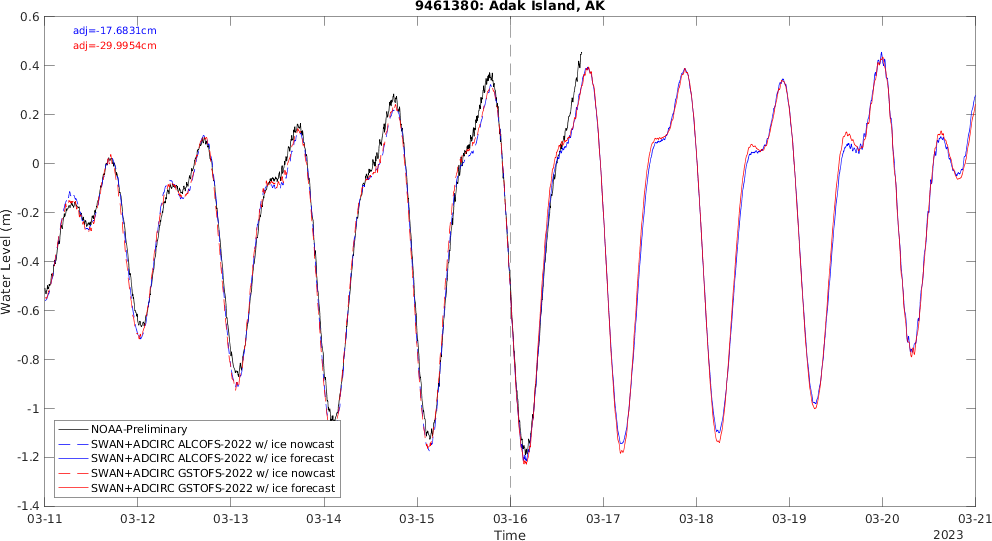 9461380: Adak Island, AK
adj=-17.6831cm
adj=-29.9954cm
0.6
0.4
0.2
0
-0.2
-0.4
-0.6
-0.8
-1
-1.2
-1.4
Water Level (m)
NOAA-Preliminary
SWAN+ADCIRC ALCOFS-2022 w/ ice nowcast
SWAN+ADCIRC ALCOFS-2022 w/ ice forecast
SWAN+ADCIRC GSTOFS-2022 w/ ice nowcast
SWAN+ADCIRC GSTOFS-2022 w/ ice forecast
03-11 03-12 03-13 03-14 03-15 03-16 03-17 03-18 03-19 03-20 03-21
Time
2023